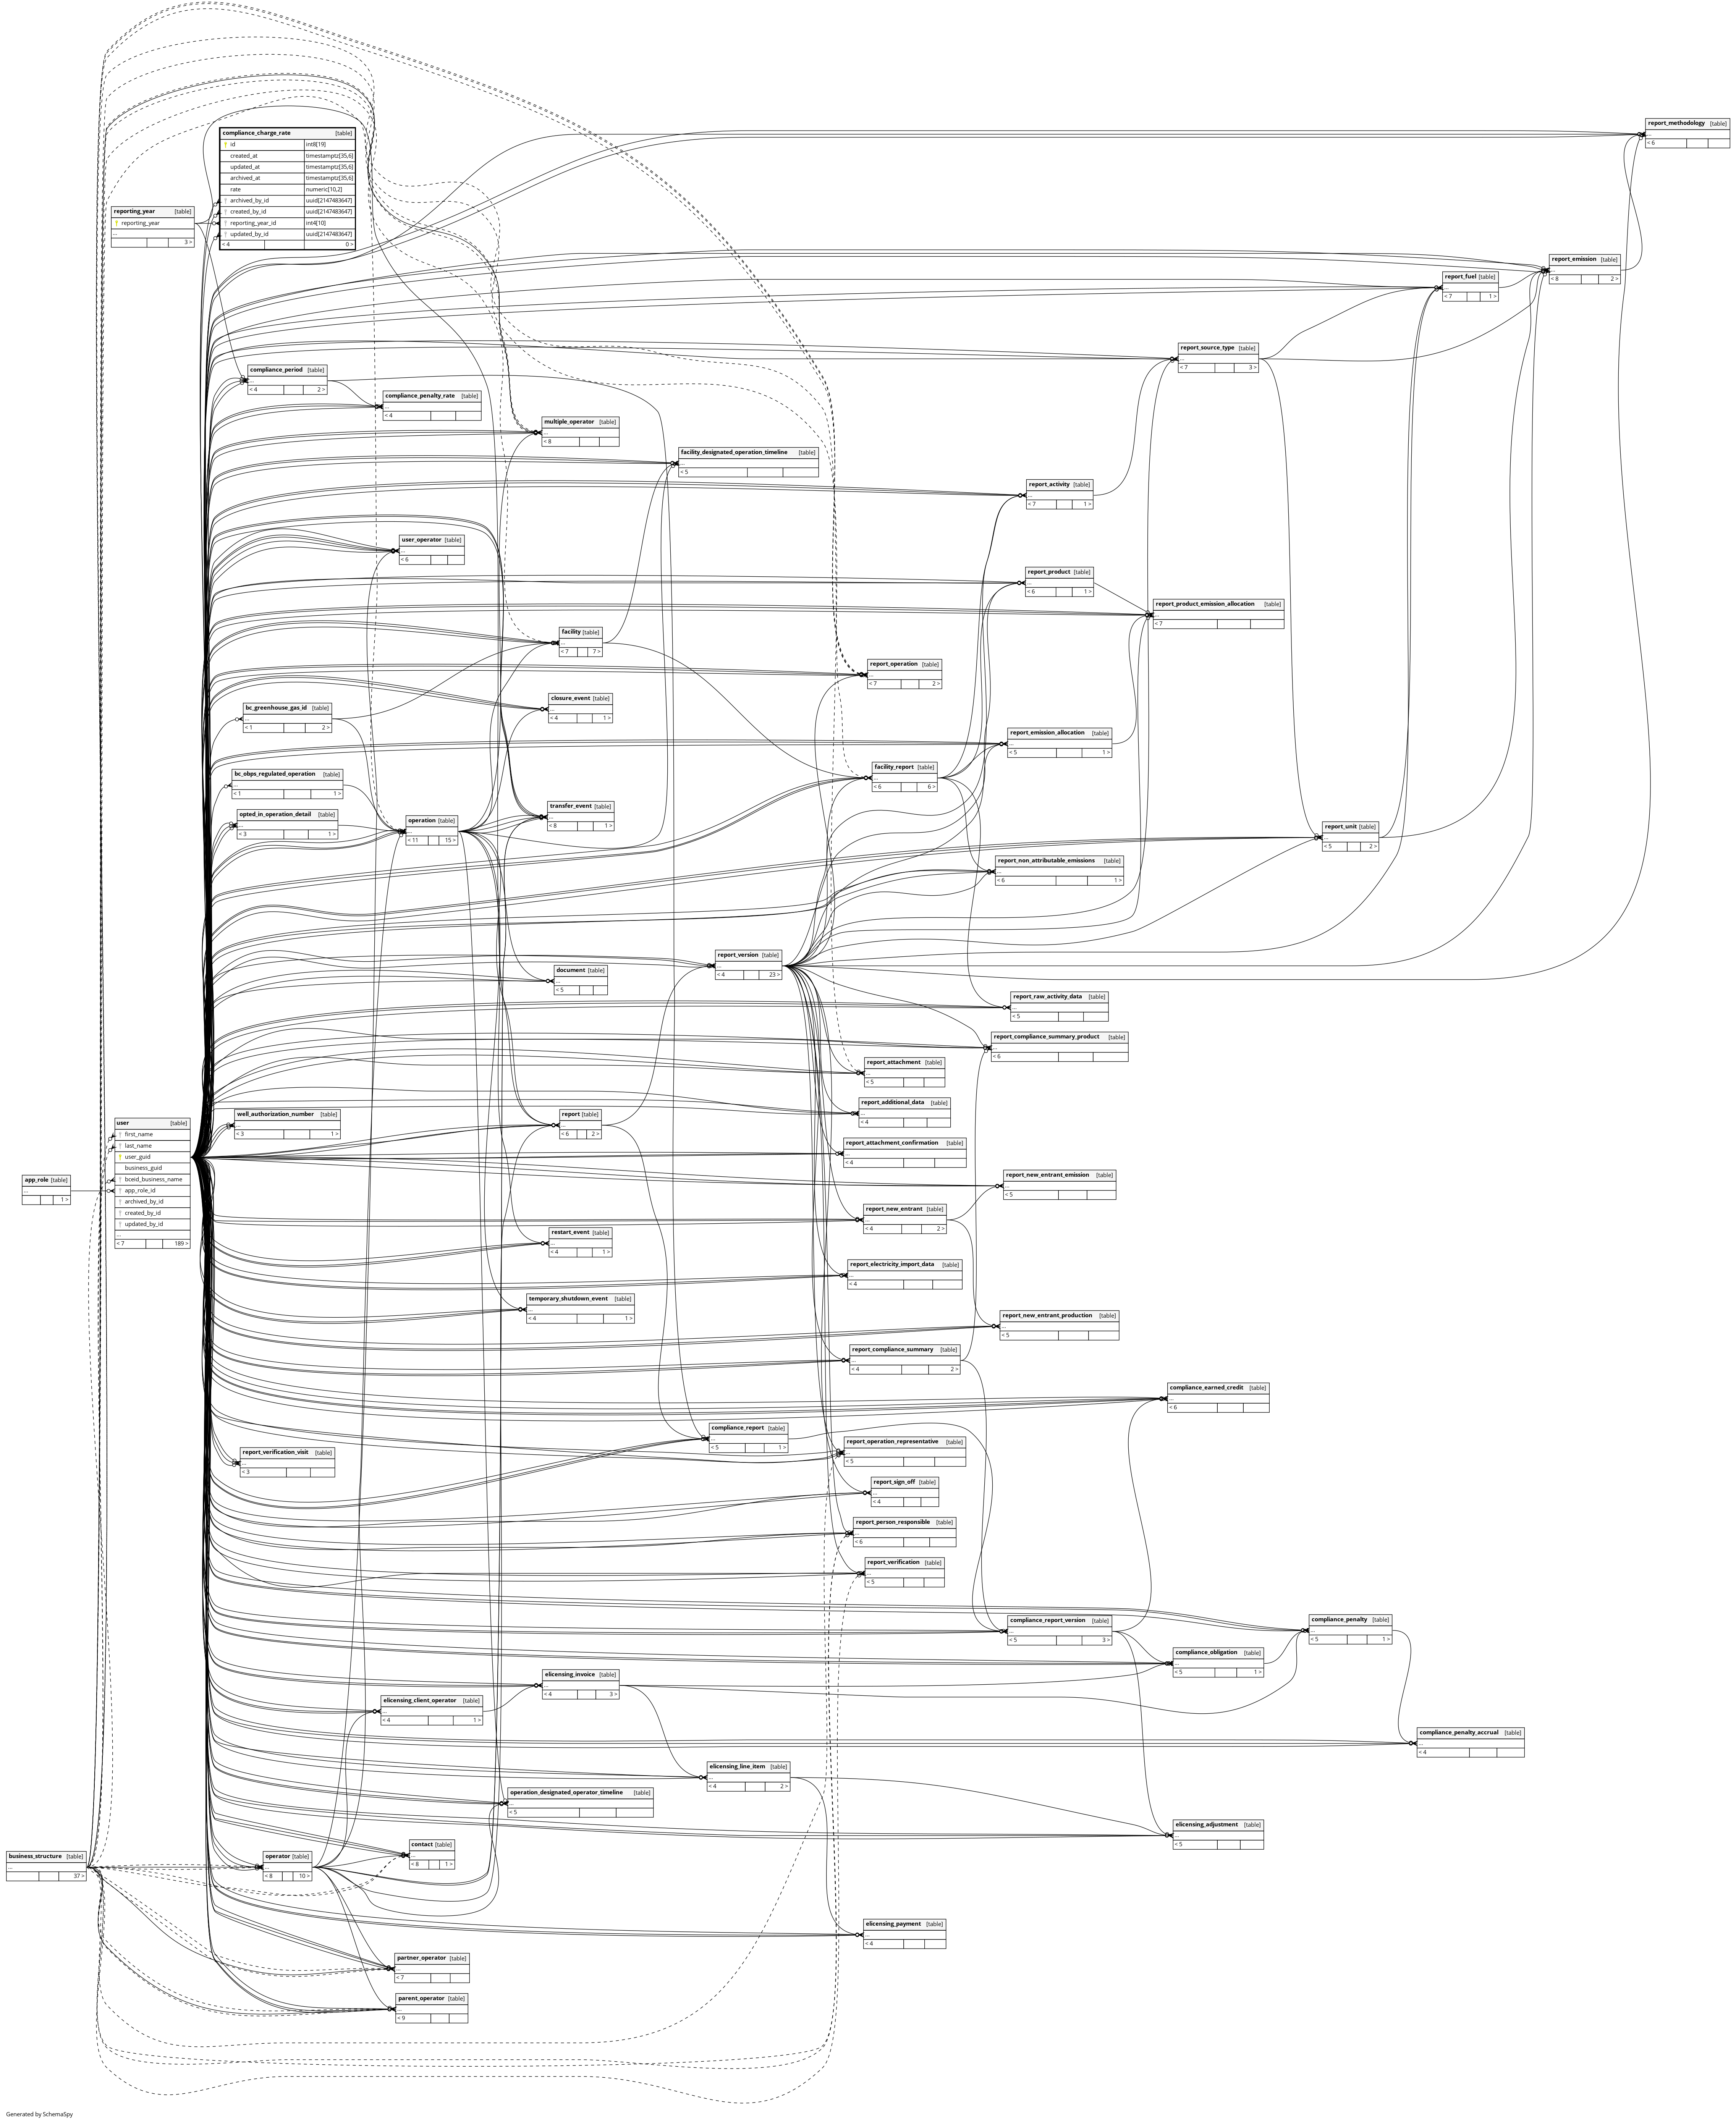 report_methodology [table]
...
< 6
compliance_charge_rate [table]
id int8[19]
created_at timestamptz[35,6]
updated_at timestamptz[35,6]
archived_at timestamptz[35,6]
rate numeric[10,2]
archived_by_id uuid[2147483647]
created_by_id uuid[2147483647]
reporting_year_id int4[10]
updated_by_id uuid[2147483647]
< 4 0 >
reporting_year [table]
reporting_year
...
3 >
report_emission [table]
...
< 8 2 >
report_fuel [table]
...
< 7 1 >
report_source_type [table]
...
< 7 3 >
compliance_period [table]
...
< 4 2 >
compliance_penalty_rate [table]
...
< 4
multiple_operator [table]
...
< 8
facility_designated_operation_timeline [table]
...
< 5
report_activity [table]
...
< 7 1 >
user_operator [table]
...
< 6
report_product [table]
...
< 6 1 >
report_product_emission_allocation [table]
...
< 7
facility [table]
...
< 7 7 >
report_operation [table]
...
< 7 2 >
closure_event [table]
...
< 4 1 >
bc_greenhouse_gas_id [table]
...
< 1 2 >
report_emission_allocation [table]
...
< 5 1 >
facility_report [table]
...
< 6 6 >
bc_obps_regulated_operation [table]
...
< 1 1 >
transfer_event [table]
...
< 8 1 >
opted_in_operation_detail [table]
...
< 3 1 >
operation [table]
...
< 11 15 >
report_unit [table]
...
< 5 2 >
report_non_attributable_emissions [table]
...
< 6 1 >
report_version [table]
...
< 4 23 >
document [table]
...
< 5
report_raw_activity_data [table]
...
< 5
report_compliance_summary_product [table]
...
< 6
report_attachment [table]
...
< 5
report_additional_data [table]
...
< 4
well_authorization_number [table]
...
< 3 1 >
report [table]
...
< 6 2 >
user [table]
first_name
last_name
user_guid
business_guid
bceid_business_name
app_role_id
archived_by_id
created_by_id
updated_by_id
...
< 7 189 >
report_attachment_confirmation [table]
...
< 4
app_role [table]
...
1 >
report_new_entrant_emission [table]
...
< 5
report_new_entrant [table]
...
< 4 2 >
restart_event [table]
...
< 4 1 >
report_electricity_import_data [table]
...
< 4
temporary_shutdown_event [table]
...
< 4 1 >
report_new_entrant_production [table]
...
< 5
report_compliance_summary [table]
...
< 4 2 >
compliance_earned_credit [table]
...
< 6
compliance_report [table]
...
< 5 1 >
report_operation_representative [table]
...
< 5
report_verification_visit [table]
...
< 3
report_sign_off [table]
...
< 4
report_person_responsible [table]
...
< 6
report_verification [table]
...
< 5
compliance_report_version [table]
...
< 5 3 >
compliance_penalty [table]
...
< 5 1 >
compliance_obligation [table]
...
< 5 1 >
elicensing_invoice [table]
...
< 4 3 >
elicensing_client_operator [table]
...
< 4 1 >
compliance_penalty_accrual [table]
...
< 4
elicensing_line_item [table]
...
< 4 2 >
operation_designated_operator_timeline [table]
...
< 5
elicensing_adjustment [table]
...
< 5
contact [table]
...
< 8 1 >
business_structure [table]
...
37 >
operator [table]
...
< 8 10 >
elicensing_payment [table]
...
< 4
partner_operator [table]
...
< 7
parent_operator [table]
...
< 9
Generated by SchemaSpy